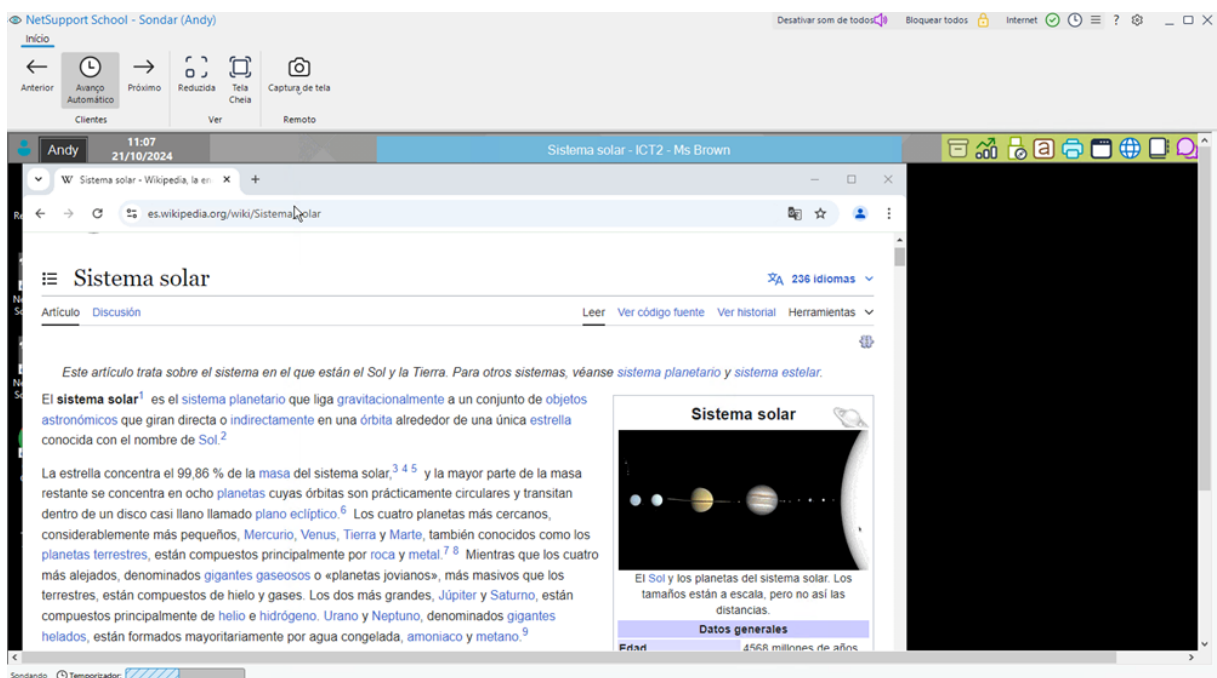 NetSupport School - Sondar (Andy)
Desativar som de todos
Bloquear todos
Internet
?
Início
Anterior
Avanço Automático
Próximo
Reduzida
Tela Cheia
Captura de tela
Clientes
Ver
Remoto
Andy
11:07
21/10/2024
Sistema solar - ICT2 - Ms Brown
W Sistema solar - Wikipedia, la en
es.wikipedia.org/wiki/Sistema_solar
Sistema solar
236 idiomas
Artículo Discusión
Leer Ver código fuente Ver historial Herramientas
Este artículo trata sobre el sistema en el que están el Sol y la Tierra. Para otros sistemas, véanse sistema planetario y sistema estelar.
El sistema solar1 es el sistema planetario que liga gravitacionalmente a un conjunto de objetos
astronómicos que giran directa o indirectamente en una órbita alrededor de una única estrella
conocida con el nombre de Sol.2
La estrella concentra el 99,86 % de la masa del sistema solar,3 4 5 y la mayor parte de la masa
restante se concentra en ocho planetas cuyas órbitas son prácticamente circulares y transitan
dentro de un disco casi llano llamado plano eclíptico.6 Los cuatro planetas más cercanos,
considerablemente más pequeños, Mercurio, Venus, Tierra y Marte, también conocidos como los
planetas terrestres, están compuestos principalmente por roca y metal.7 8 Mientras que los cuatro
más alejados, denominados gigantes gaseosos o «planetas jovianos», más masivos que los
terrestres, están compuestos de hielo y gases. Los dos más grandes, Júpiter y Saturno, están
compuestos principalmente de helio e hidrógeno. Urano y Neptuno, denominados gigantes
helados, están formados mayoritariamente por agua congelada, amoniaco y metano.9
Sistema solar
El Sol y los planetas del sistema solar. Los
tamaños están a escala, pero no así las
distancias.
Datos generales
Edad 4568 millones de años
Sondando Temporizador: